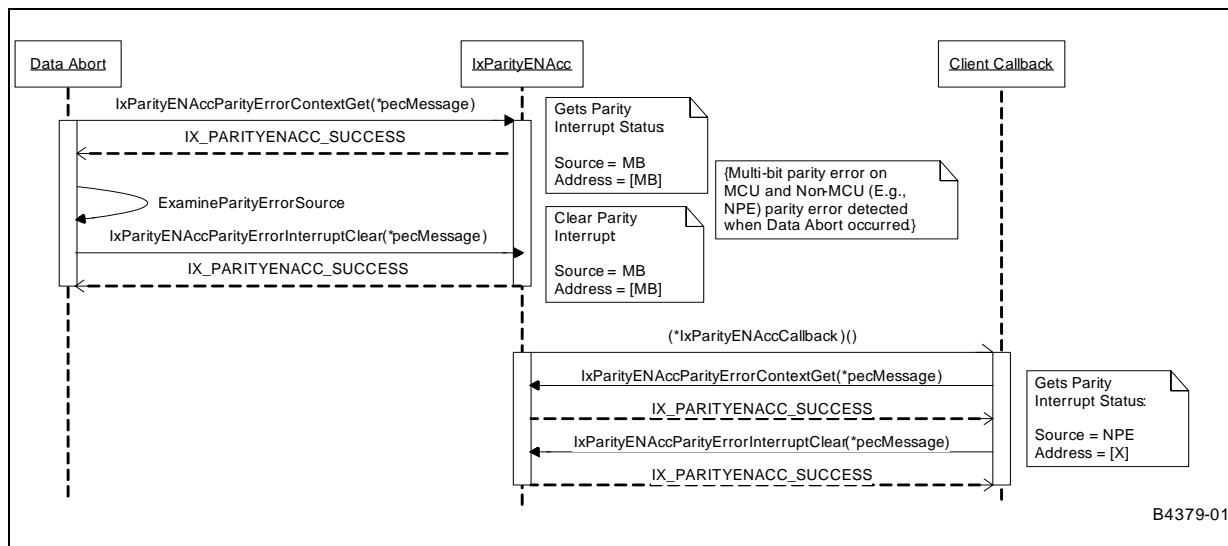 Data Abort
IxParityENAcc
Client Callback
IxParityENAccParityErrorContextGet(*pecMessage)
IX_PARITYENACC_SUCCESS
Gets Parity
Interrupt Status:
Source = MB
Address = [MB]
ExamineParityErrorSource
{Multi-bit parity error on
MCU and Non-MCU (E.g.,
NPE) parity error detected
when Data Abort occurred.}
IxParityENAccParityErrorInterruptClear(*pecMessage)
IX_PARITYENACC_SUCCESS
Clear Parity
Interrupt
Source = MB
Address = [MB]
(*IxParityENAccCallback)()
IxParityENAccParityErrorContextGet(*pecMessage)
IX_PARITYENACC_SUCCESS
IxParityENAccParityErrorInterruptClear(*pecMessage)
IX_PARITYENACC_SUCCESS
Gets Parity
Interrupt Status:
Source = NPE
Address = [X]
B4379-01